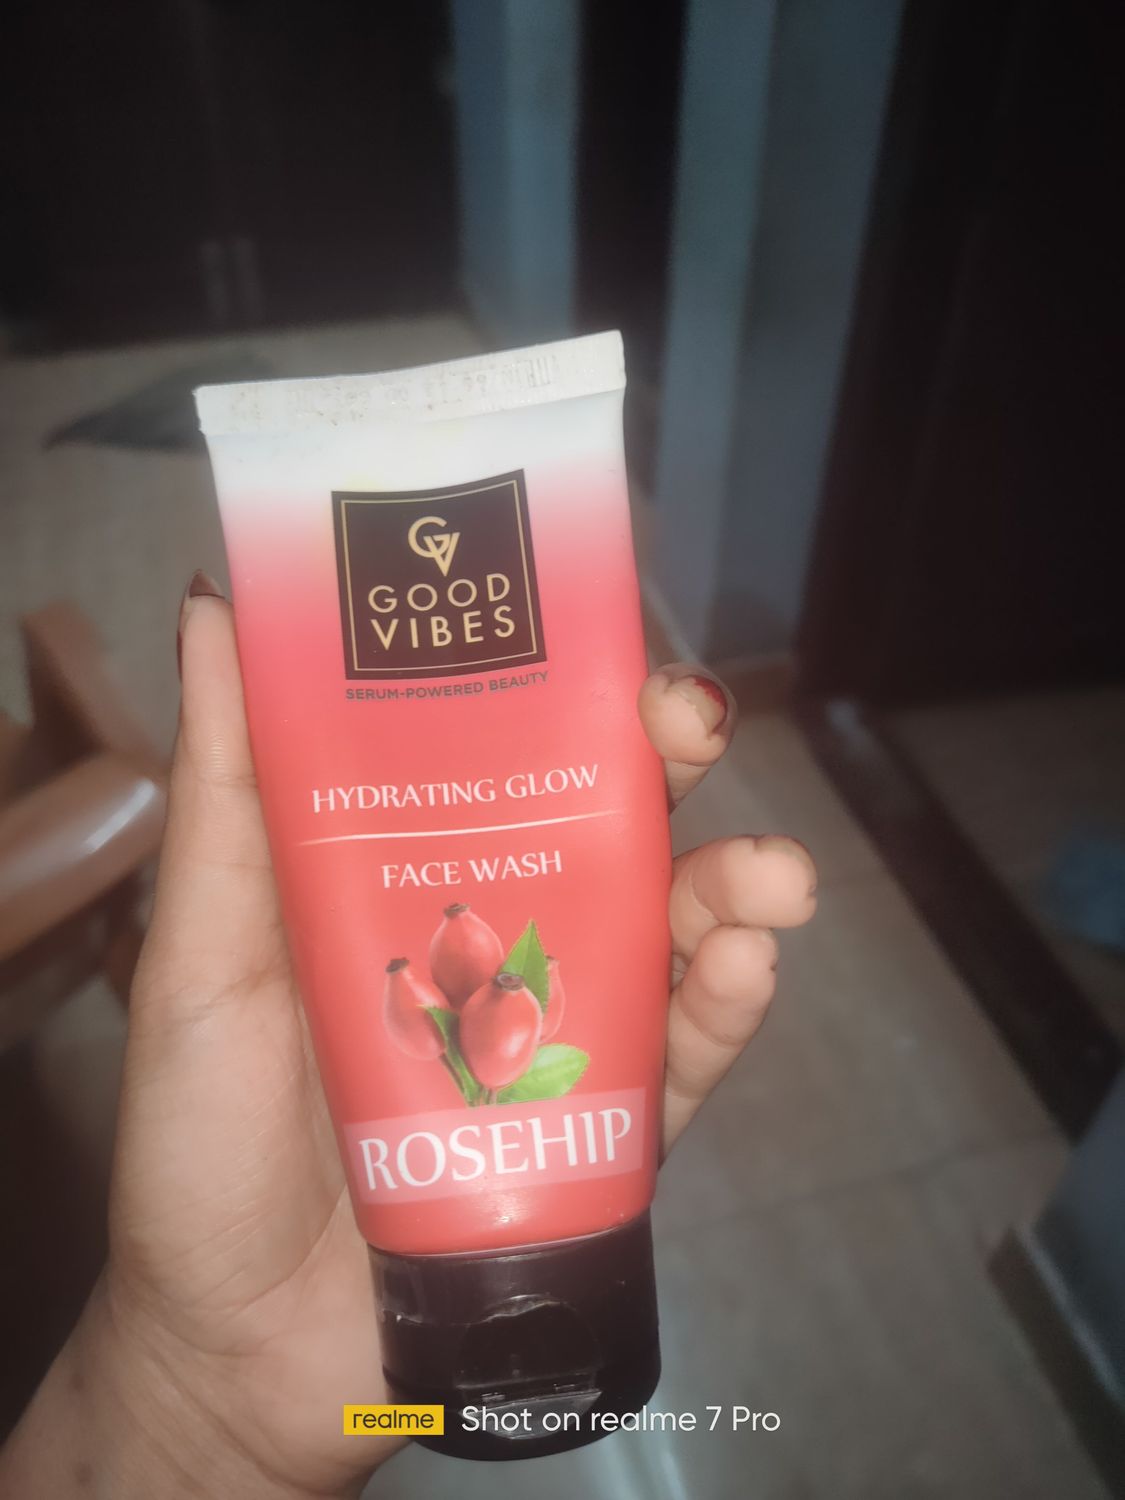 GV
GOOD
VIBES
SERUM-POWERED BEAUTY
HYDRATING GLOW
FACE WASH
ROSEHIP
realme Shot on realme 7 Pro